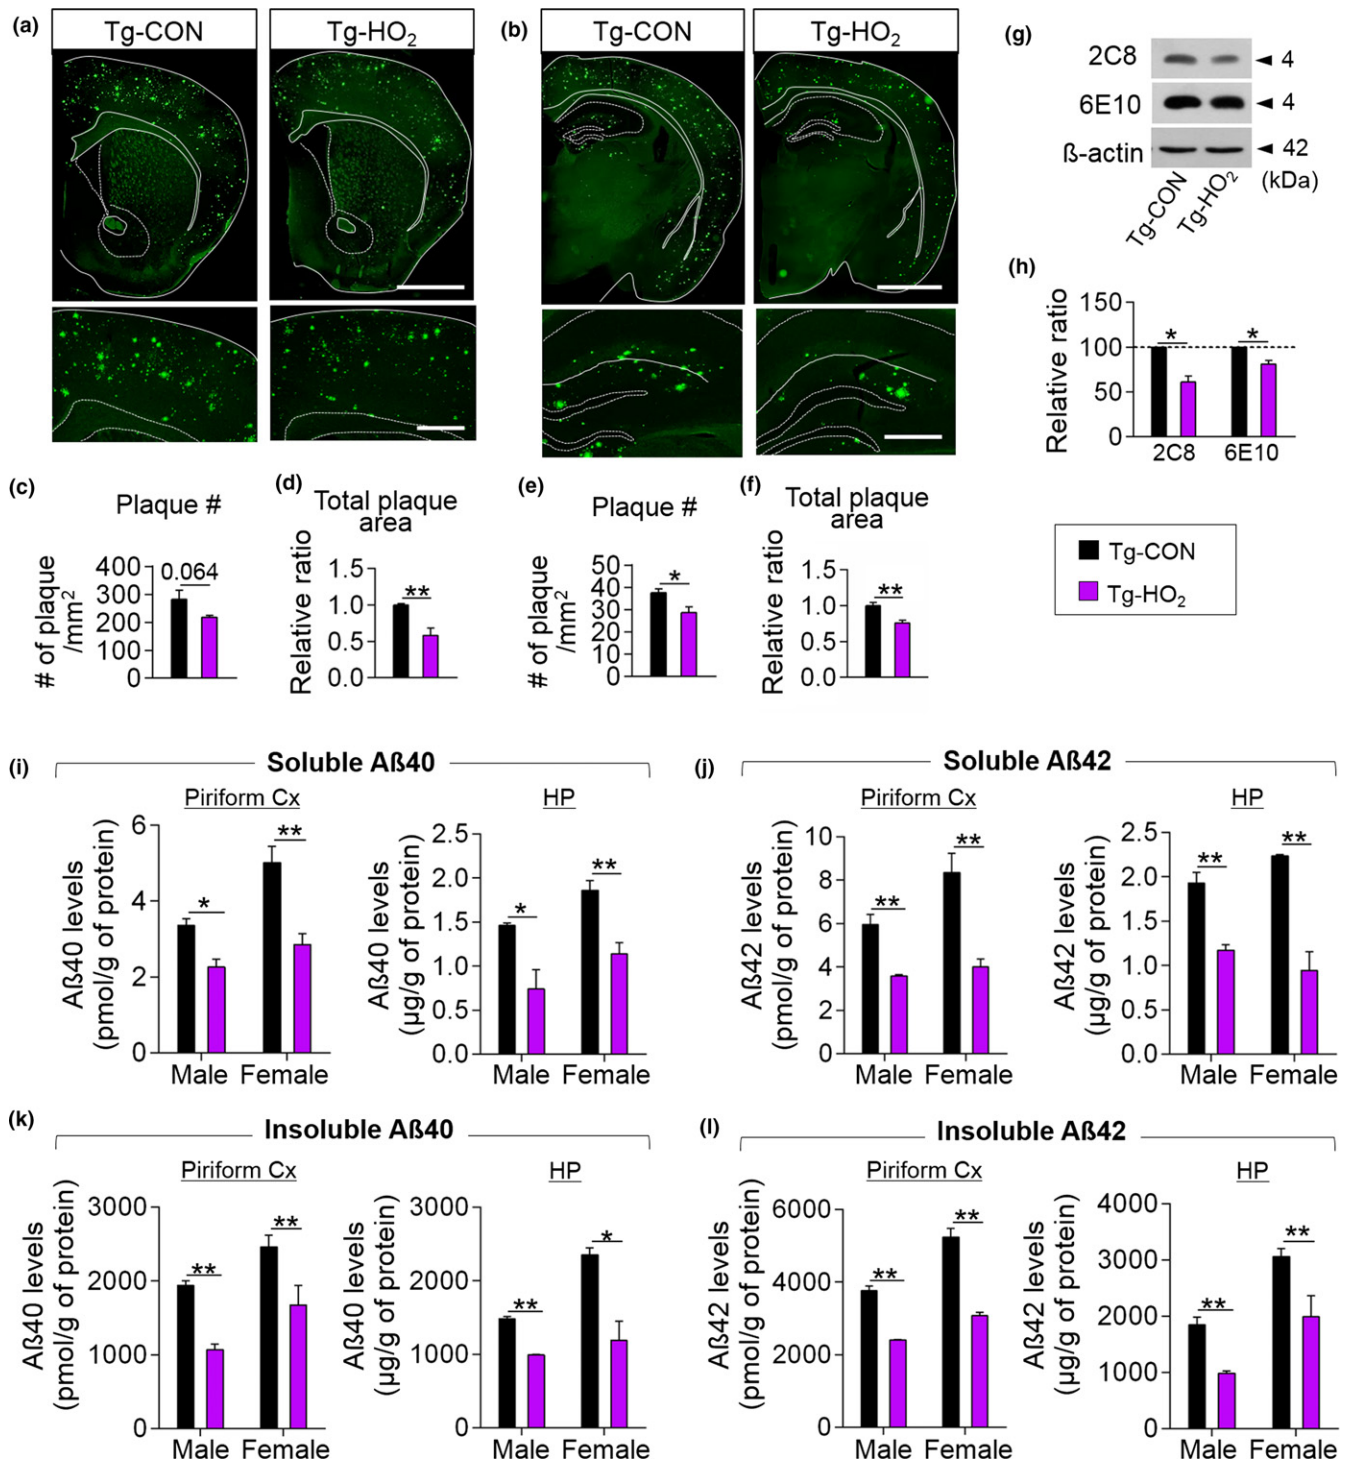 (a)
Tg-CON
Tg-HO2
(b)
Tg-CON
Tg-HO2
(g)
2C8
4
6E10
4
ß-actin
42
(kDa)
Tg-CON
Tg-HO2
(h)
Relative ratio
150
100
50
0
*
*
2C8
6E10
(c)
Plaque #
# of plaque
/mm2
400
300
200
100
0
0.064
(d)
Total plaque
area
Relative ratio
1.5
1.0
0.5
0.0
**
(e)
Plaque #
# of plaque
/mm2
50
40
30
20
10
0
*
(f)
Total plaque
area
Relative ratio
1.5
1.0
0.5
0.0
**
Tg-CON
Tg-HO2
(i)
Soluble Aß40
Piriform Cx
Aß40 levels
(pmol/g of protein)
6
4
2
0
*
**
Male
Female
HP
Aß40 levels
(µg/g of protein)
2.5
2.0
1.5
1.0
0.5
0.0
*
**
Male
Female
(j)
Soluble Aß42
Piriform Cx
Aß42 levels
(pmol/g of protein)
10
8
6
4
2
0
**
**
Male
Female
HP
Aß42 levels
(µg/g of protein)
2.5
2.0
1.5
1.0
0.5
0.0
**
**
Male
Female
(k)
Insoluble Aß40
Piriform Cx
Aß40 levels
(pmol/g of protein)
3000
2000
1000
0
**
**
Male
Female
HP
Aß40 levels
(µg/g of protein)
3000
2000
1000
0
**
*
Male
Female
(l)
Insoluble Aß42
Piriform Cx
Aß42 levels
(pmol/g of protein)
6000
4000
2000
0
**
**
Male
Female
HP
Aß42 levels
(µg/g of protein)
4000
3000
2000
1000
0
**
**
Male
Female